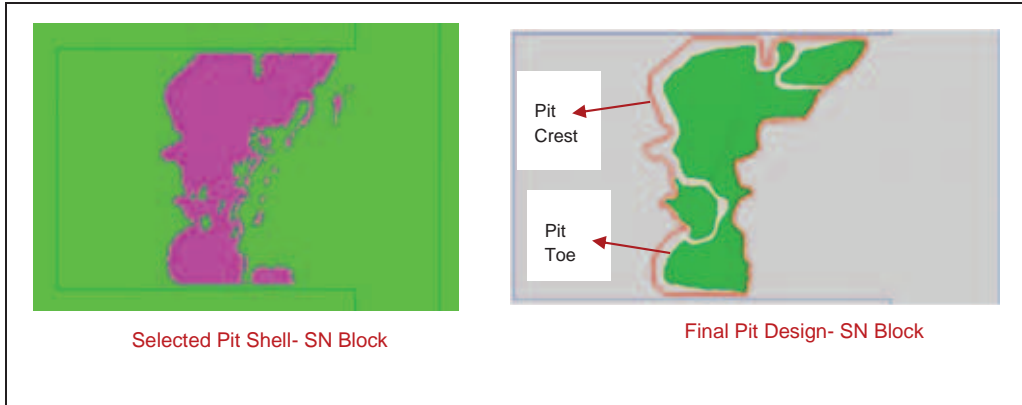 Pit
Crest
Pit
Toe
Selected Pit Shell- SN Block
Final Pit Design- SN Block